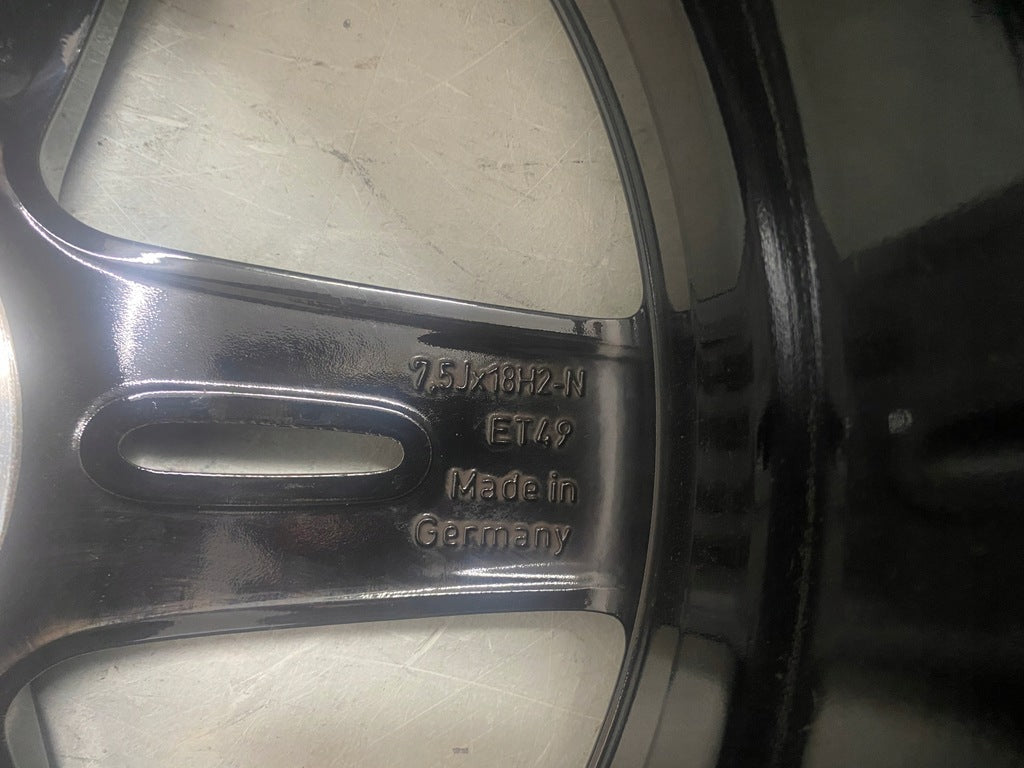 7.5Jx18H2-N
ET49
Made in
Germany